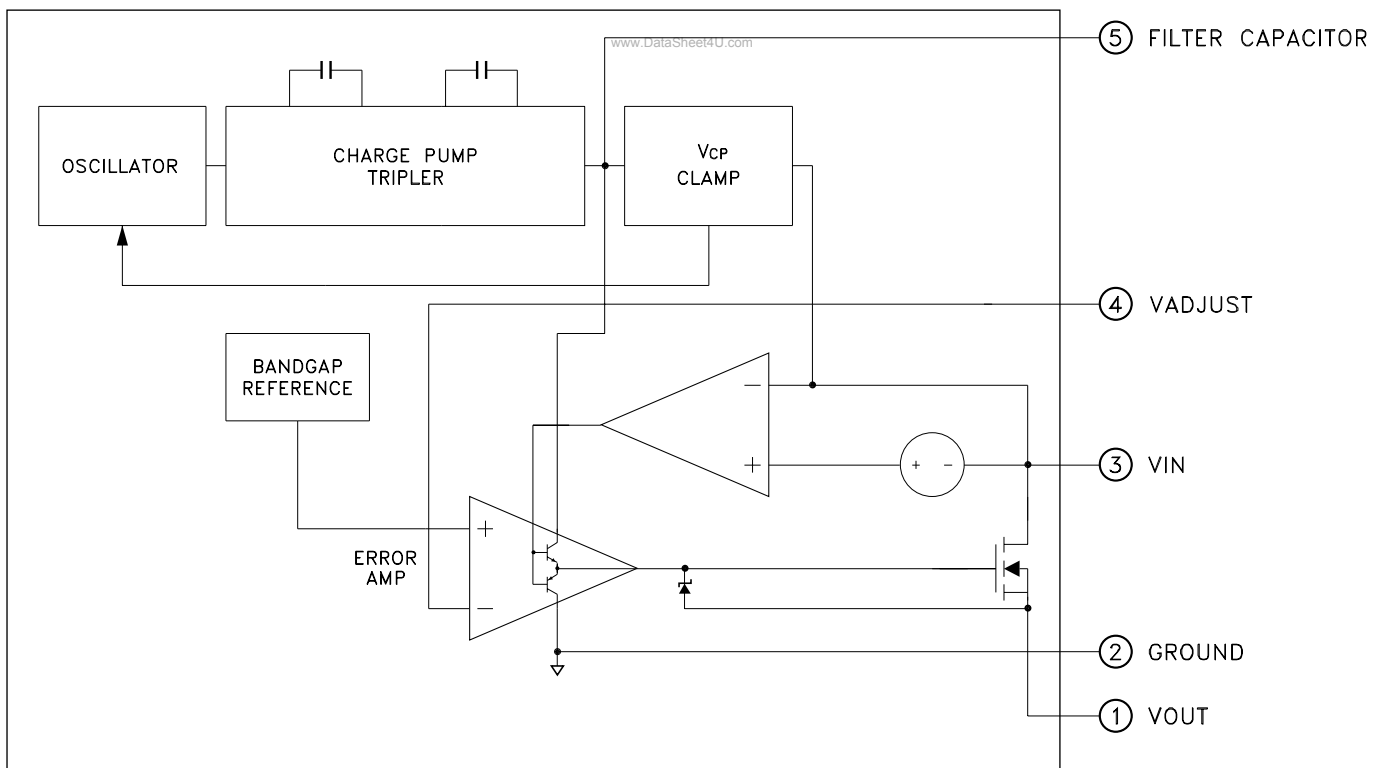 www.DataSheet4U.com
5 FILTER CAPACITOR
OSCILLATOR
CHARGE PUMP
TRIPLER
VCP
CLAMP
4 VADJUST
BANDGAP
REFERENCE
−
+
+ −
3 VIN
+
ERROR
AMP
−
2 GROUND
1 VOUT